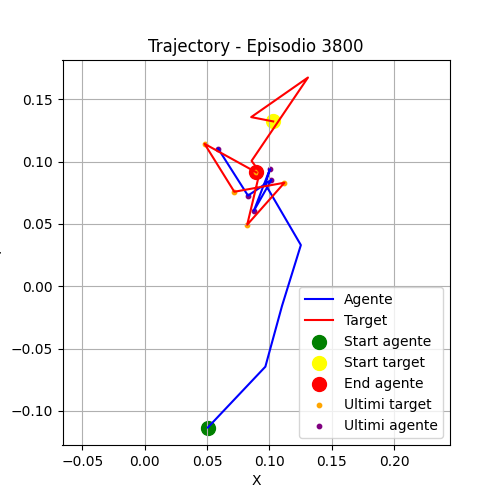 Trajectory - Episodio 3800
0.15
0.10
0.05
0.00
−0.05
−0.10
−0.05
0.00
0.05
0.10
0.15
0.20
X
Agente
Target
Start agente
Start target
End agente
Ultimi target
Ultimi agente